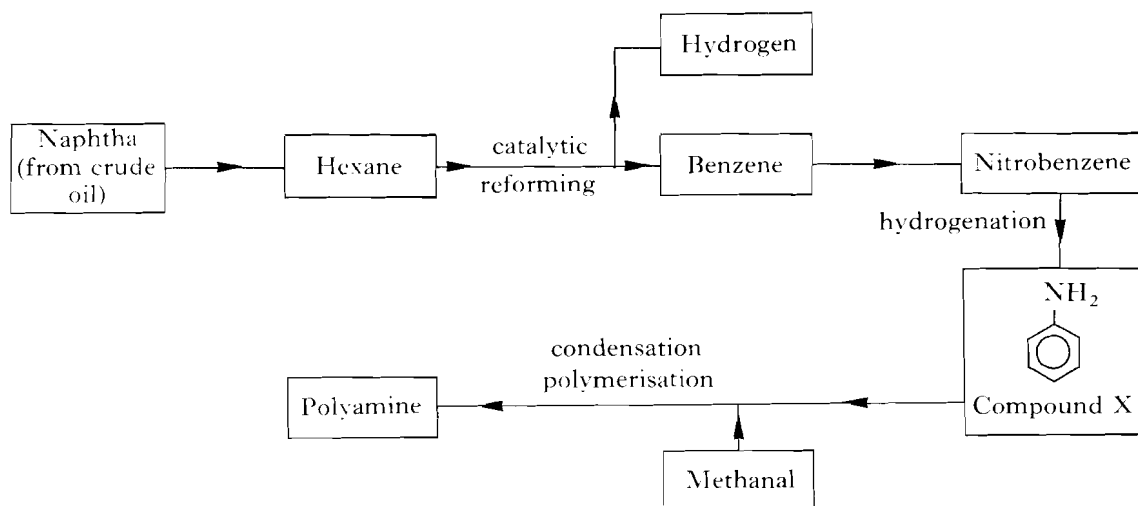 Hydrogen
Naphtha
(from crude
oil)
Hexane
catalytic
reforming
Benzene
Nitrobenzene
hydrogenation
NH₂
Compound X
condensation
polymerisation
Polyamine
Methanal